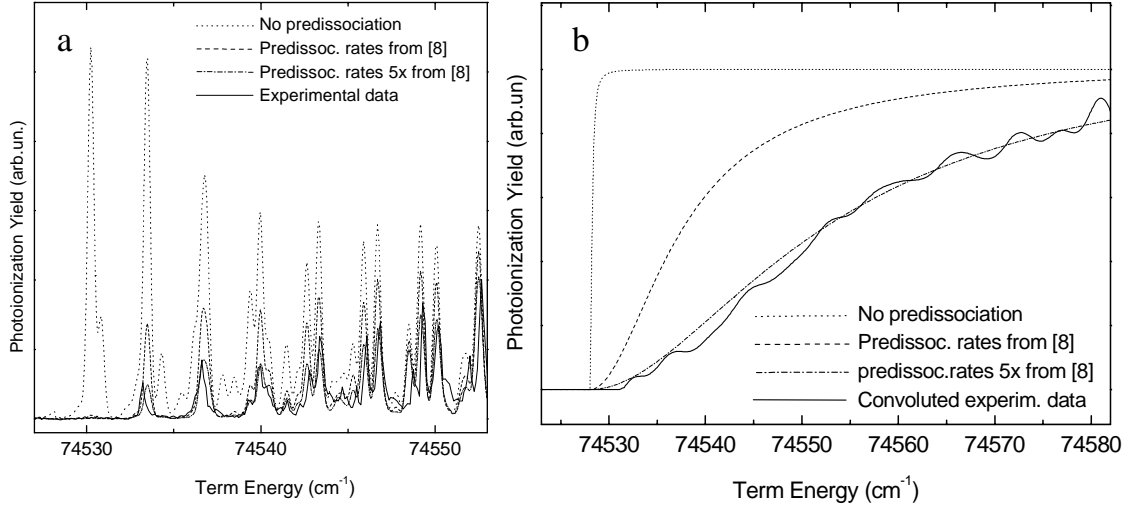 a
No predissociation
Predissoc. rates from [8]
Predissoc. rates 5x from [8]
Experimental data
Photoionization Yield (arb.un.)
74530
74540
74550
Term Energy (cm-1)
b
No predissociation
Predissoc. rates from [8]
predissoc.rates 5x from [8]
Convoluted experim. data
Photoionization Yield (arb.un)
74530
74540
74550
74560
74570
74580
Term Energy (cm-1)